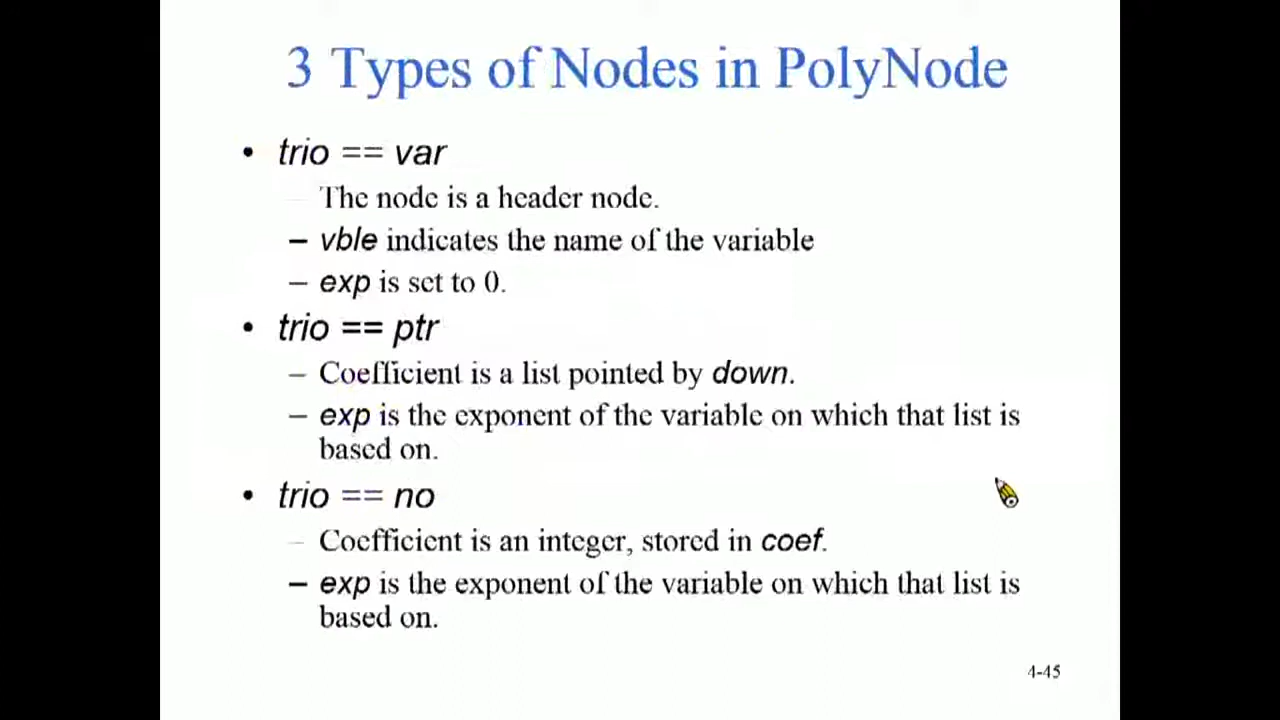 3 Types of Nodes in PolyNode
• trio == var
– The node is a header node.
– vble indicates the name of the variable
– exp is set to 0.
• trio == ptr
– Coefficient is a list pointed by down.
– exp is the exponent of the variable on which that list is
based on.
• trio == no
– Coefficient is an integer, stored in coef.
– exp is the exponent of the variable on which that list is
based on.
4-45